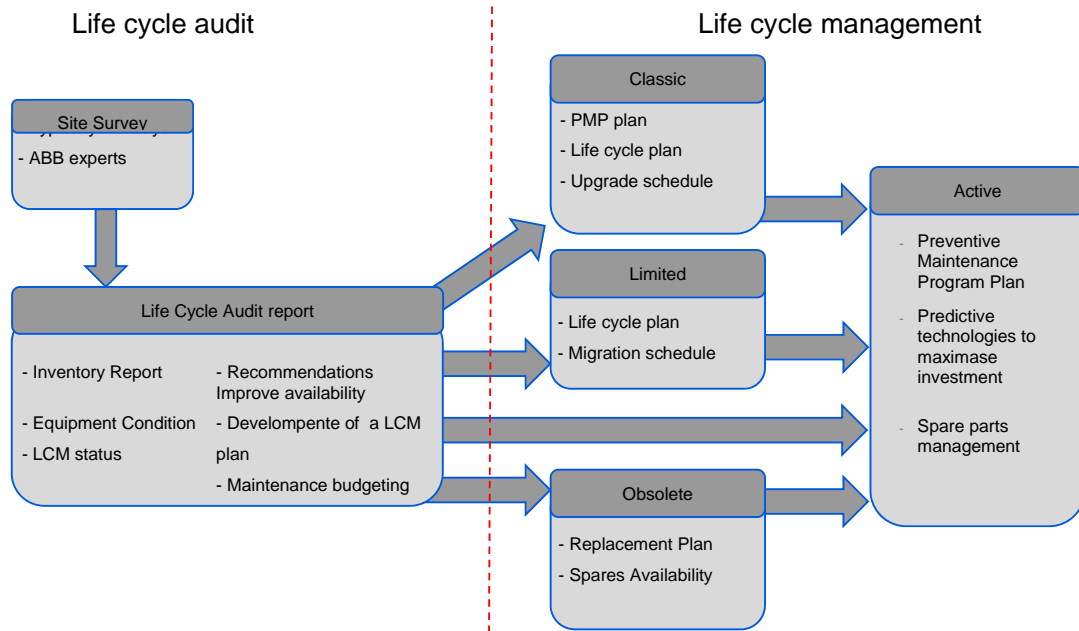 Life cycle audit
Life cycle management
Site Survey
- ABB experts
Life Cycle Audit report
- Inventory Report
- Equipment Condition
- LCM status
- Recommendations
Improve availability
- Develompente of a LCM
plan
- Maintenance budgeting
Classic
- PMP plan
- Life cycle plan
- Upgrade schedule
Limited
- Life cycle plan
- Migration schedule
Obsolete
- Replacement Plan
- Spares Availability
Active
- Preventive
Maintenance
Program Plan
- Predictive
technologies to
maximase
investment
- Spare parts
management